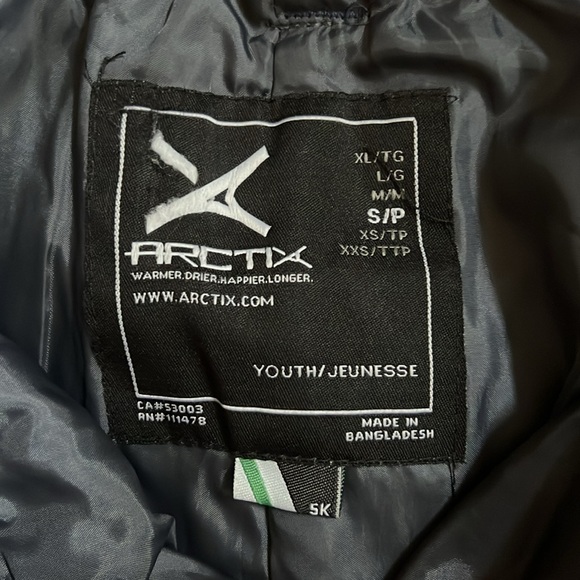 XL/TG
L/G
M/M
S/P
XS/TP
XXS/TTP
ARCTIX
WARMER.DRIER.HAPPIER.LONGER.
WWW.ARCTIX.COM
YOUTH/JEUNESSE
CA#53003
RN#111478
MADE IN
BANGLADESH
SK